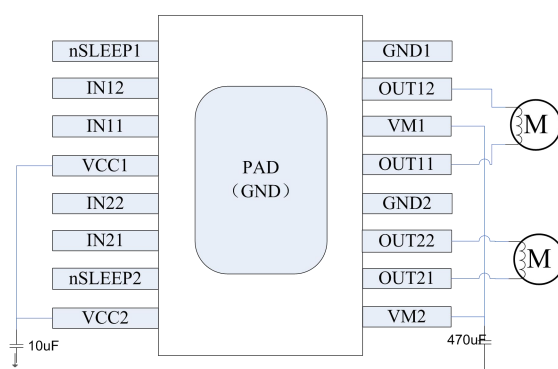 nSLEEP1
IN12
IN11
VCC1
IN22
IN21
nSLEEP2
VCC2
10uF
PAD
（GND）
GND1
OUT12
VM1
OUT11
GND2
OUT22
OUT21
VM2
470uF
M
M